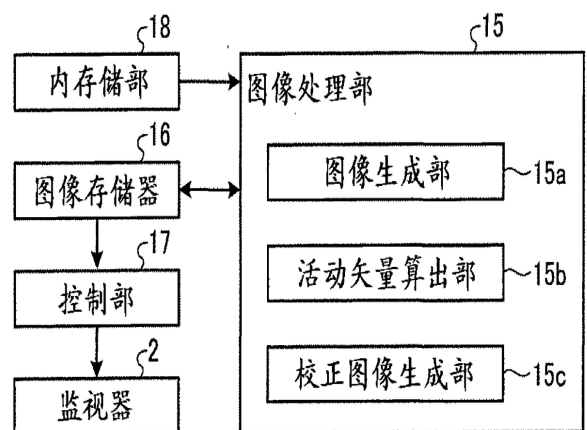 18
内存储部
16
图像存储器
17
控制部
2
监视器
15
图像处理部
图像生成部
15a
活动矢量算出部
15b
校正图像生成部
15c